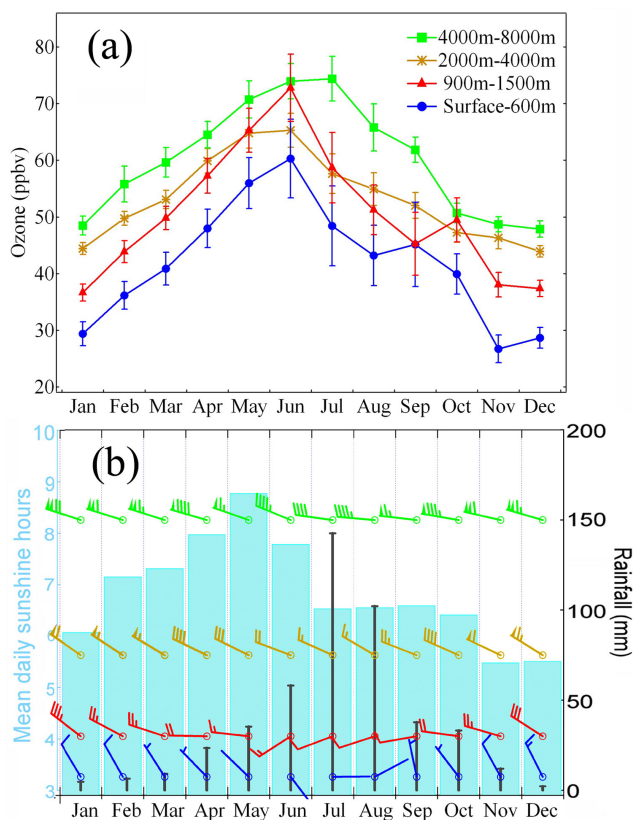 (a)
4000m-8000m
2000m-4000m
900m-1500m
Surface-600m
Ozone (ppbv)
80
70
60
50
40
30
20
Jan Feb Mar Apr May Jun Jul Aug Sep Oct Nov Dec
(b)
Mean daily sunshine hours
10
9
8
7
6
5
4
3
Rainfall (mm)
200
150
100
50
0
Jan Feb Mar Apr May Jun Jul Aug Sep Oct Nov Dec